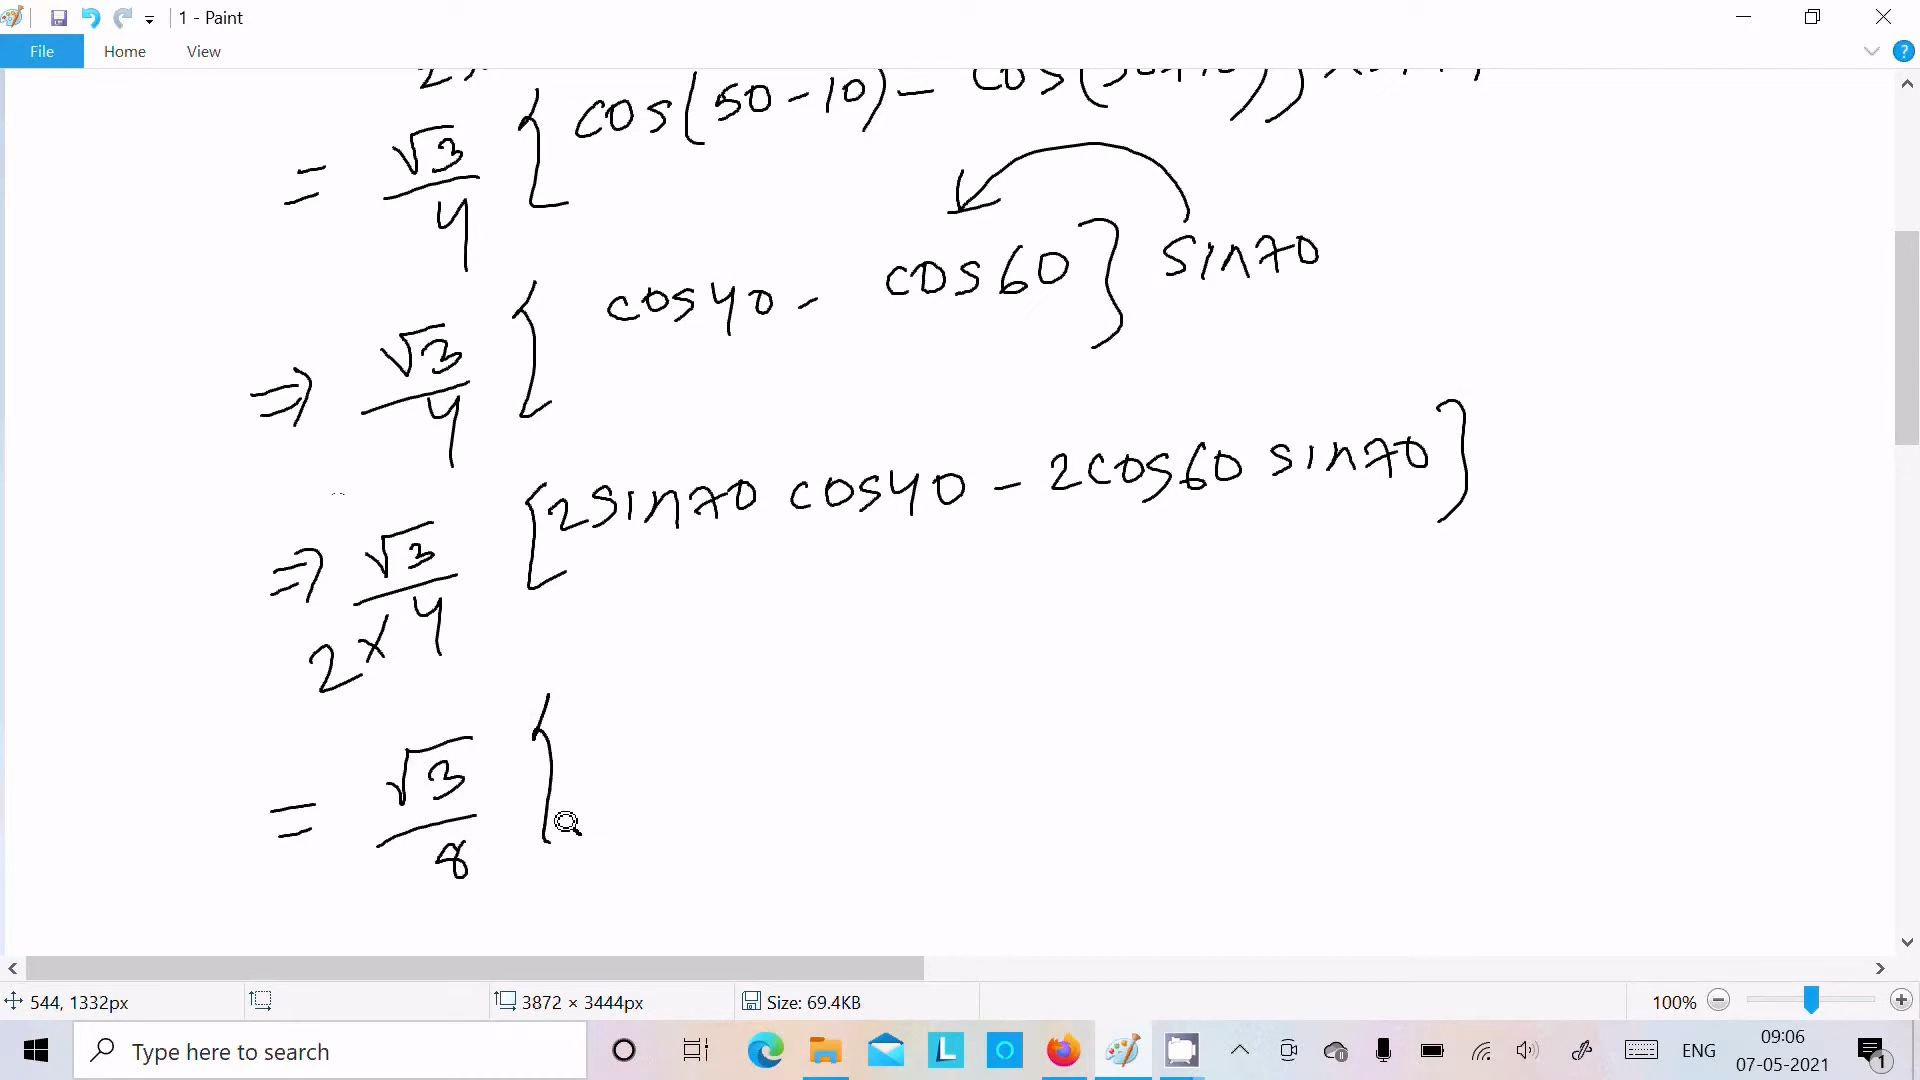 1 - Paint
File Home View
= √3/4 { cos(50-10) - cos
⇒ √3/4 { cos40 - cos60 } sin70
⇒ √3/2×4 [2sin70 cos40 - 2cos60 sin70]
= √3/8 {
544, 1332px 3872 × 3444px Size: 69.4KB 100%
Type here to search ENG 09:06
07-05-2021 1